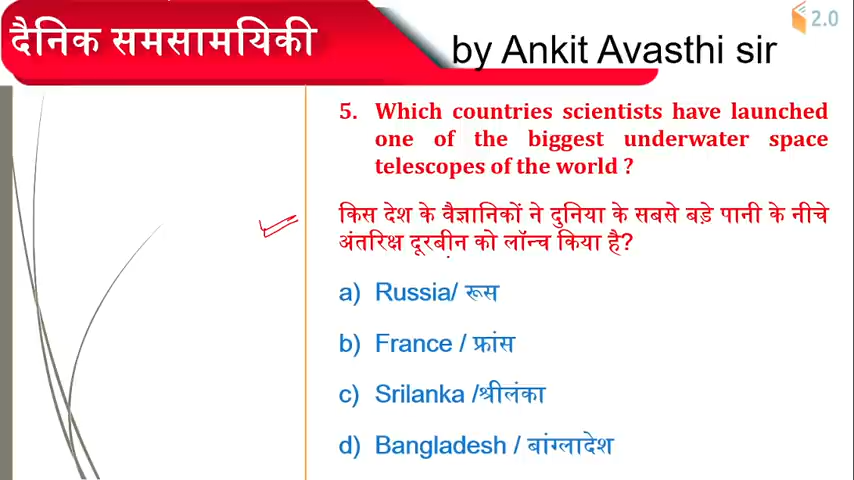 दैनिक समसामयिकी
by Ankit Avasthi sir
2.0
5. Which countries scientists have launched
one of the biggest underwater space
telescopes of the world ?
किस देश के वैज्ञानिकों ने दुनिया के सबसे बड़े पानी के नीचे
अंतरिक्ष दूरबीन को लॉन्च किया है?
a) Russia/ रूस
b) France / फ्रांस
c) Srilanka /श्रीलंका
d) Bangladesh / बांग्लादेश